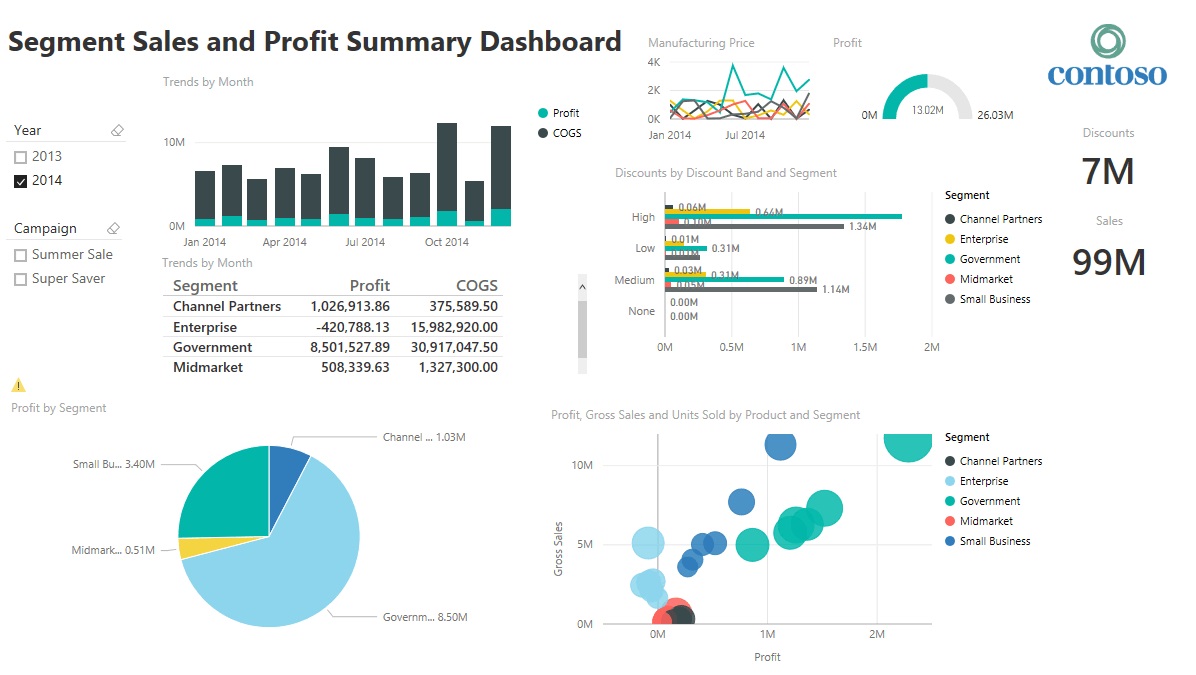 Segment Sales and Profit Summary Dashboard
contoso
Year
2013
2014
Campaign
Summer Sale
Super Saver
Trends by Month
Profit
COGS
10M
0M
Jan 2014 Apr 2014 Jul 2014 Oct 2014
Trends by Month
Segment Profit COGS
Channel Partners 1,026,913.86 375,589.50
Enterprise -420,788.13 15,982,920.00
Government 8,501,527.89 30,917,047.50
Midmarket 508,339.63 1,327,300.00
Manufacturing Price
4K
2K
0K
Jan 2014 Jul 2014
Profit
0M 13.02M 26.03M
Discounts
7M
Sales
99M
Discounts by Discount Band and Segment
High
0.06M
0.64M
1.34M
Low
0.01M
0.31M
Medium
0.03M
0.31M
0.89M
0.05M
1.14M
None
0.00M
0.00M
0M 0.5M 1M 1.5M 2M
Segment
Channel Partners
Enterprise
Government
Midmarket
Small Business
Profit by Segment
Channel ... 1.03M
Small Bu... 3.40M
Midmark... 0.51M
Governm... 8.50M
Profit, Gross Sales and Units Sold by Product and Segment
Gross Sales
10M
5M
0M
0M 1M 2M
Profit
Segment
Channel Partners
Enterprise
Government
Midmarket
Small Business